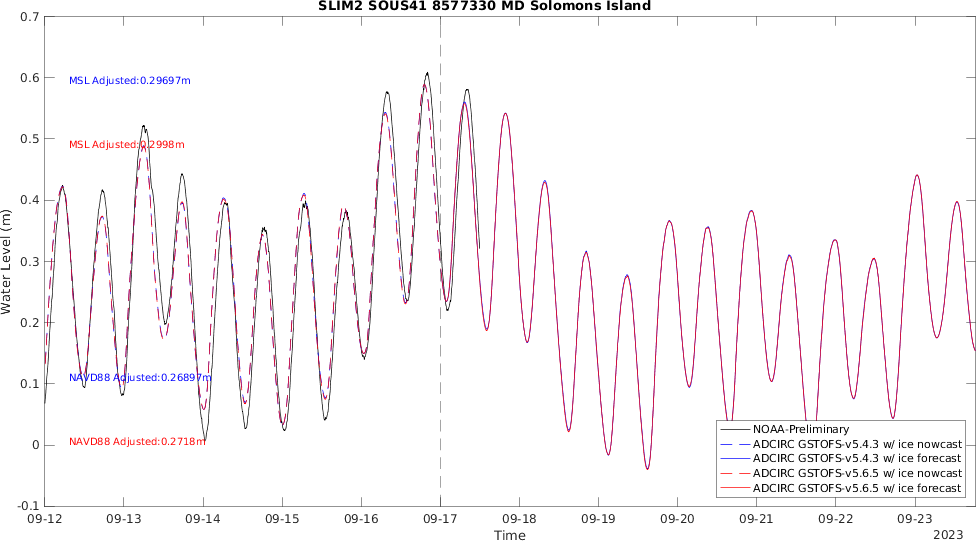 SLIM2 SOUS41 8577330 MD Solomons Island
0.7
0.6
0.5
0.4
0.3
0.2
0.1
0
-0.1
Water Level (m)
MSL Adjusted:0.29697m
MSL Adjusted:0.2998m
NAVD88 Adjusted:0.26897m
NAVD88 Adjusted:0.2718m
NOAA-Preliminary
ADCIRC GSTOFS-v5.4.3 w/ ice nowcast
ADCIRC GSTOFS-v5.4.3 w/ ice forecast
ADCIRC GSTOFS-v5.6.5 w/ ice nowcast
ADCIRC GSTOFS-v5.6.5 w/ ice forecast
09-12 09-13 09-14 09-15 09-16 09-17 09-18 09-19 09-20 09-21 09-22 09-23
Time
2023